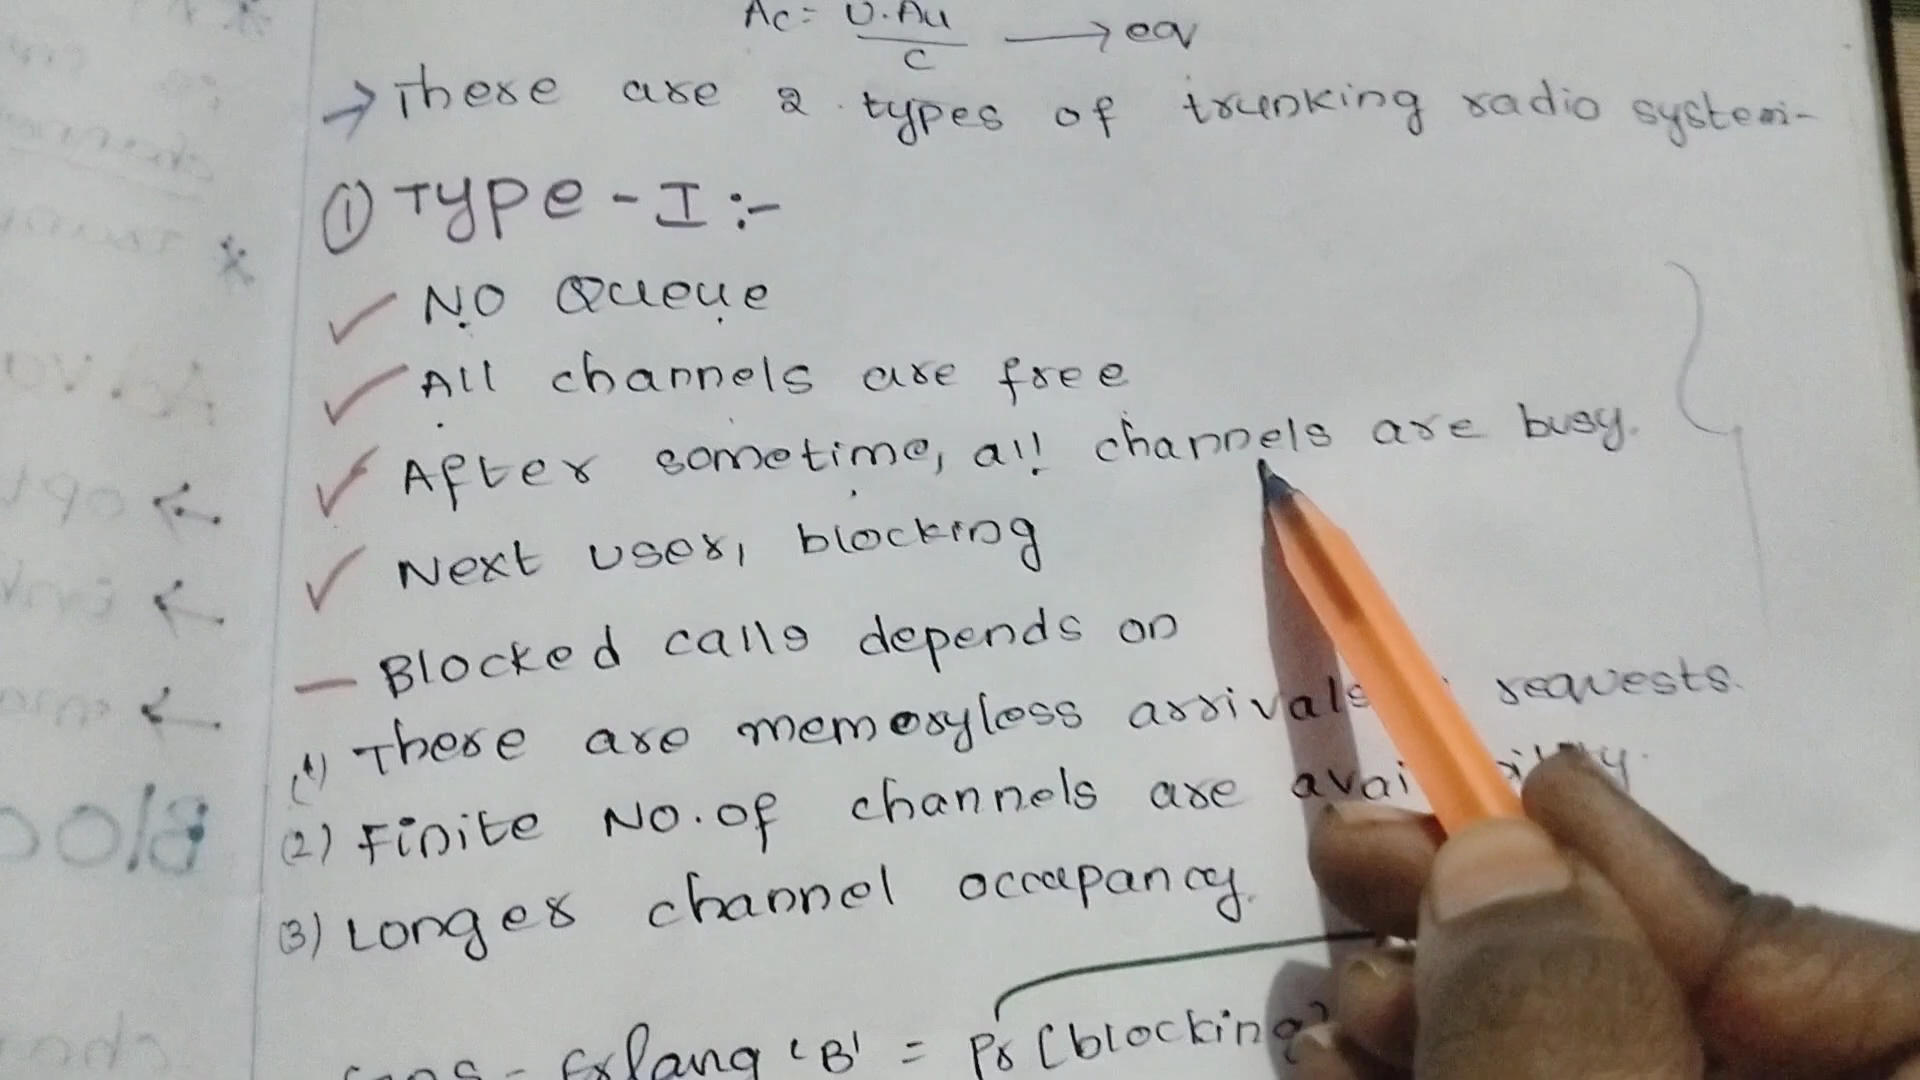 Ac = U.Au / C → eq
→ There are 2 types of trunking radio system:-
① Type - I :-
✓ No Queue
✓ All channels are free
✓ After sometime, all channels are busy.
✓ Next user, blocking
— Blocked calls depends on
(1) There are memoryless arrivals requests.
(2) Finite No. of channels are
(3) Longer channel occupancy.
Erlang 'B' = Pr [blocking]